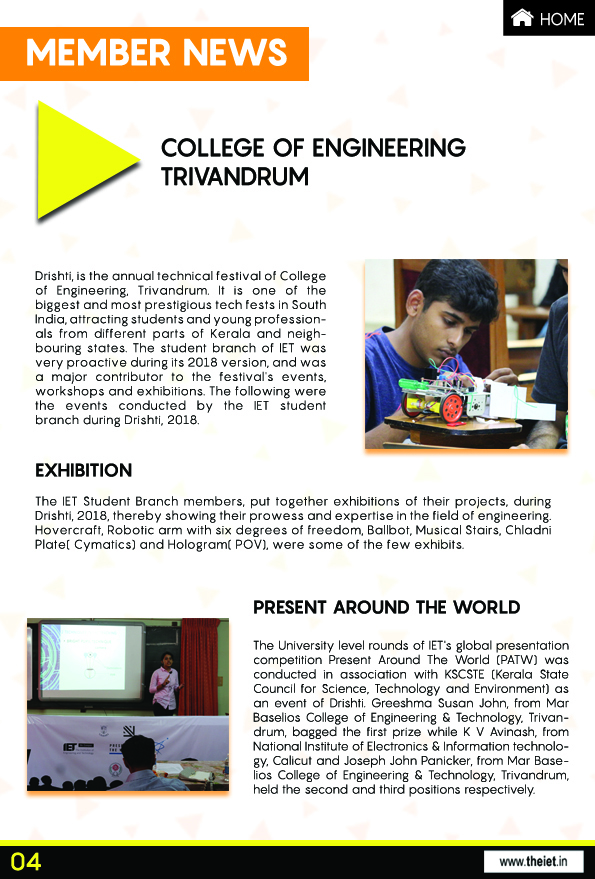 HOME
MEMBER NEWS
COLLEGE OF ENGINEERING
TRIVANDRUM
Drishti, is the annual technical festival of College
of Engineering, Trivandrum. It is one of the
biggest and most prestigious tech fests in South
India, attracting students and young profession-
als from different parts of Kerala and neigh-
bouring states. The student branch of IET was
very proactive during its 2018 version, and was
a major contributor to the festival's events,
workshops and exhibitions. The following were
the events conducted by the IET student
branch during Drishti, 2018.
EXHIBITION
The IET Student Branch members, put together exhibitions of their projects, during
Drishti, 2018, thereby showing their prowess and expertise in the field of engineering.
Hovercraft, Robotic arm with six degrees of freedom, Ballbot, Musical Stairs, Chladni
Plate( Cymatics) and Hologram( POV), were some of the few exhibits.
PRESENT AROUND THE WORLD
The University level rounds of IET's global presentation
competition Present Around The World (PATW) was
conducted in association with KSCSTE (Kerala State
Council for Science, Technology and Environment) as
an event of Drishti. Greeshma Susan John, from Mar
Baselios College of Engineering & Technology, Trivan-
drum, bagged the first prize while K V Avinash, from
National Institute of Electronics & Information technolo-
gy, Calicut and Joseph John Panicker, from Mar Base-
lios College of Engineering & Technology, Trivandrum,
held the second and third positions respectively.
IET
04
www.theiet.in